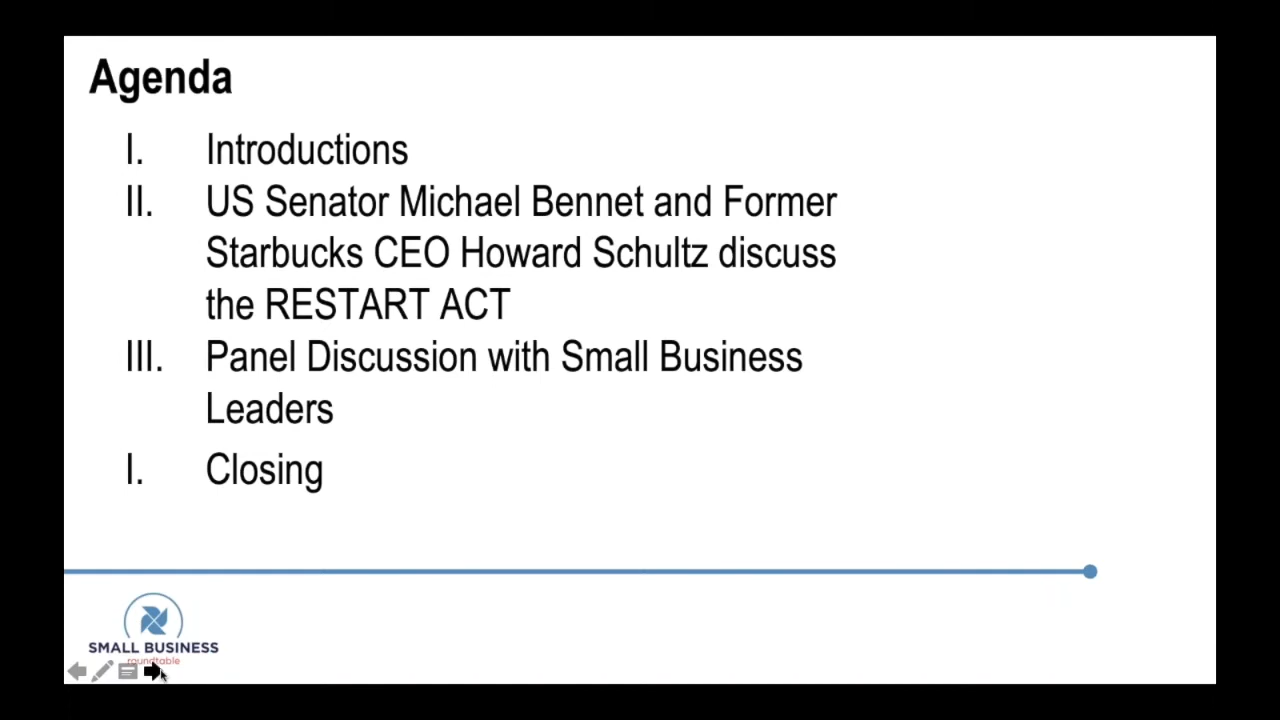 Agenda
I. Introductions
II. US Senator Michael Bennet and Former
Starbucks CEO Howard Schultz discuss
the RESTART ACT
III. Panel Discussion with Small Business
Leaders
I. Closing
SMALL BUSINESS
roundtable